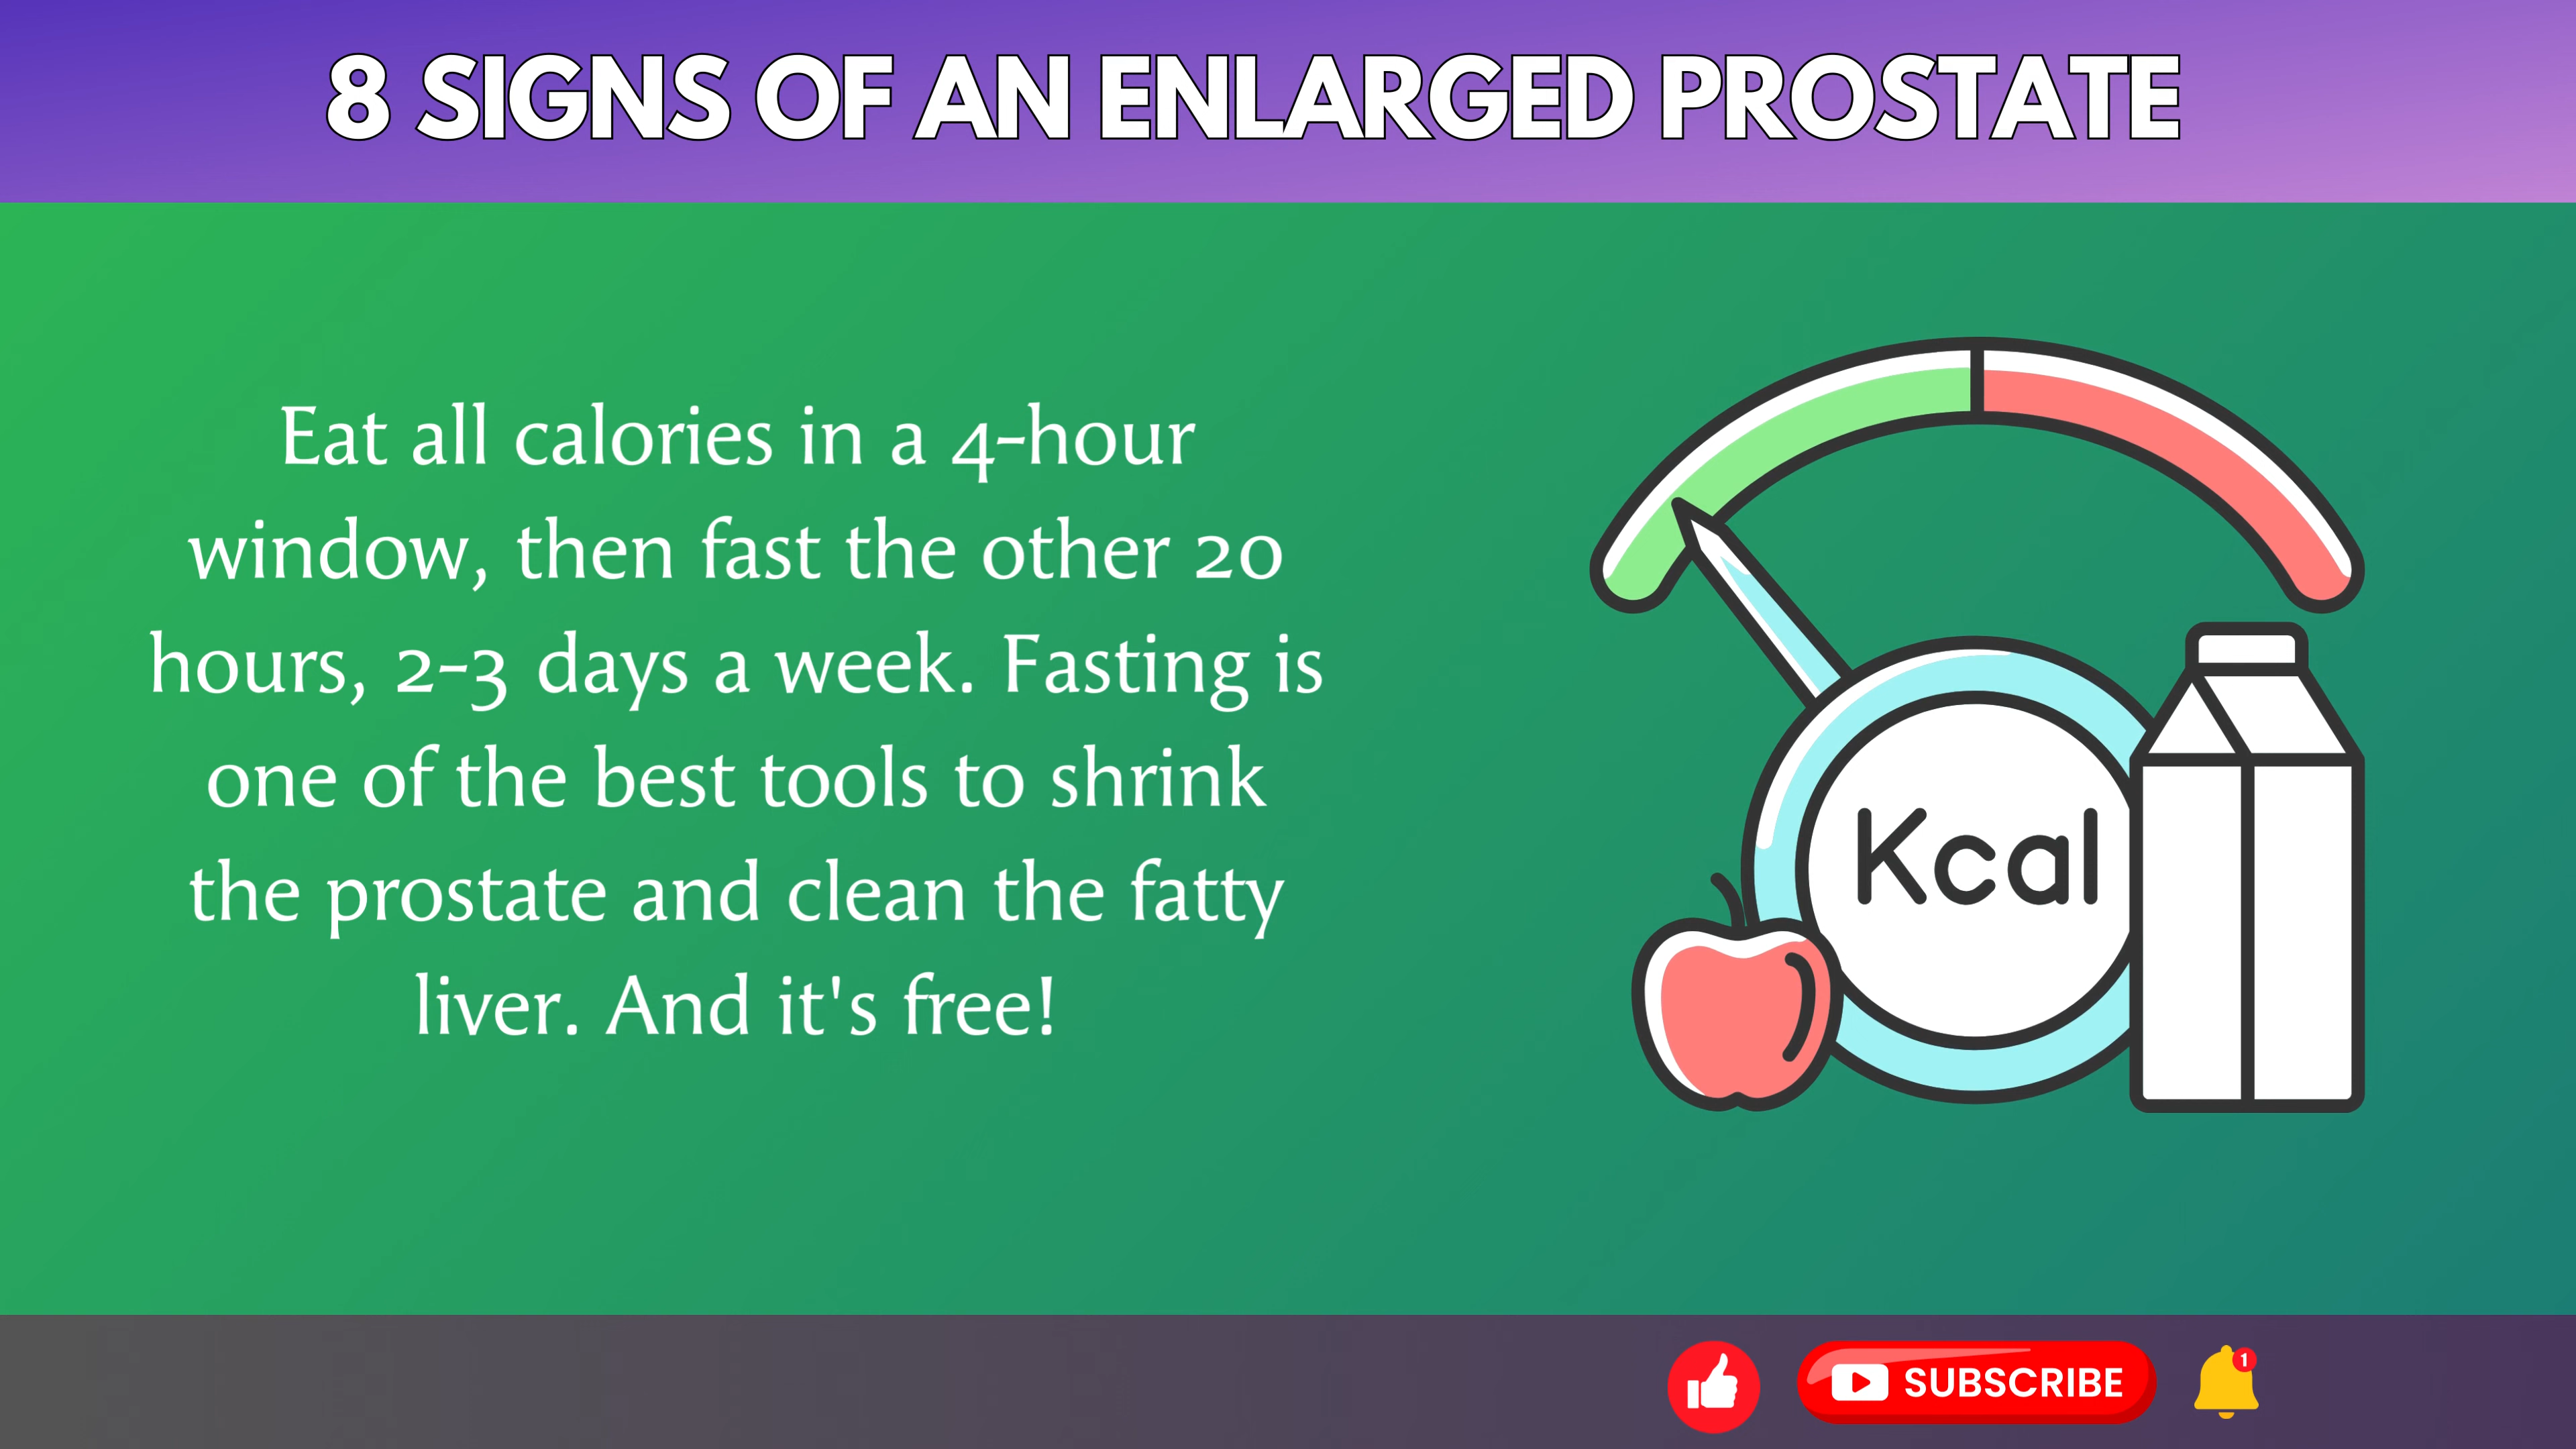 8 SIGNS OF AN ENLARGED PROSTATE
Eat all calories in a 4-hour
window, then fast the other 20
hours, 2-3 days a week. Fasting is
one of the best tools to shrink
the prostate and clean the fatty
liver. And it's free!
Kcal
SUBSCRIBE
1